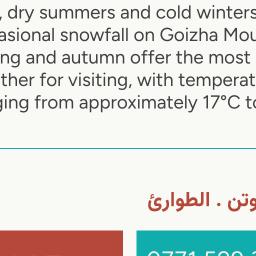 , dry summers and cold winters
asional snowfall on Goizha Mou
ng and autumn offer the most
ther for visiting, with temperat
ging from approximately 17°C to
وتن . الطوارئ